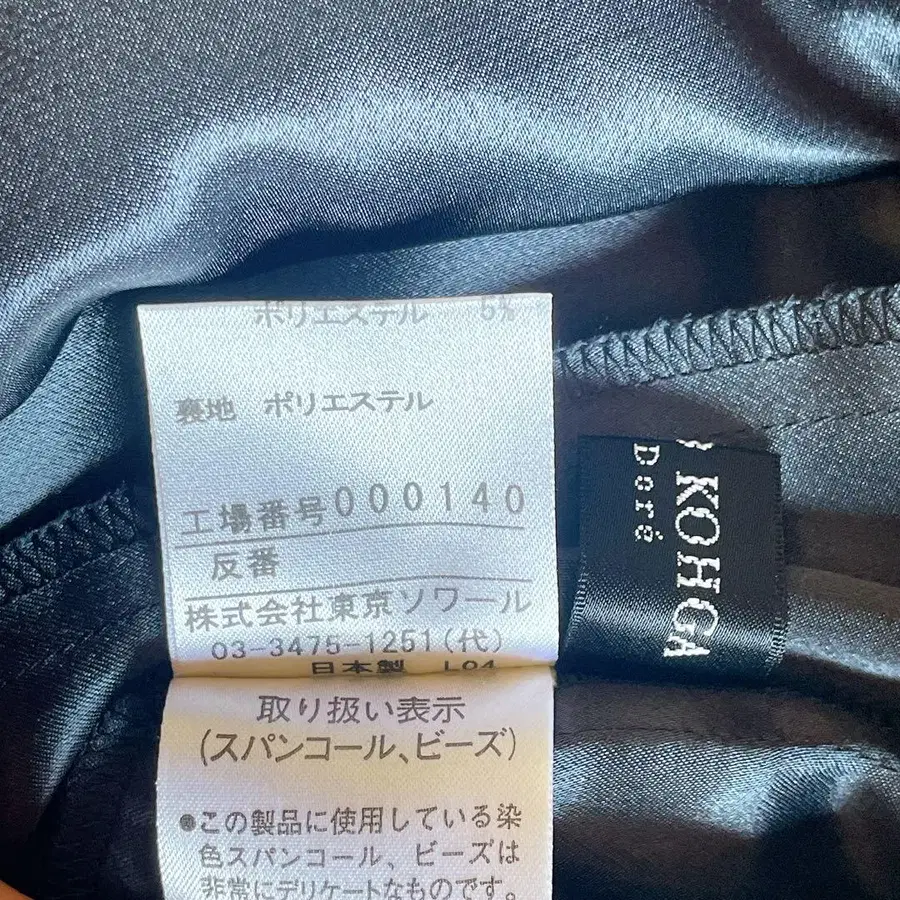 ポリエステル 5%
裏地 ポリエステル
工場番号000140
反番
株式会社東京ソワール
03-3475-1251(代)
日本製 L04
取り扱い表示
(スパンコール、ビーズ)
●この製品に使用している染
色スパンコール、ビーズは
非常にデリケートなものです。
KOHGA
Doré